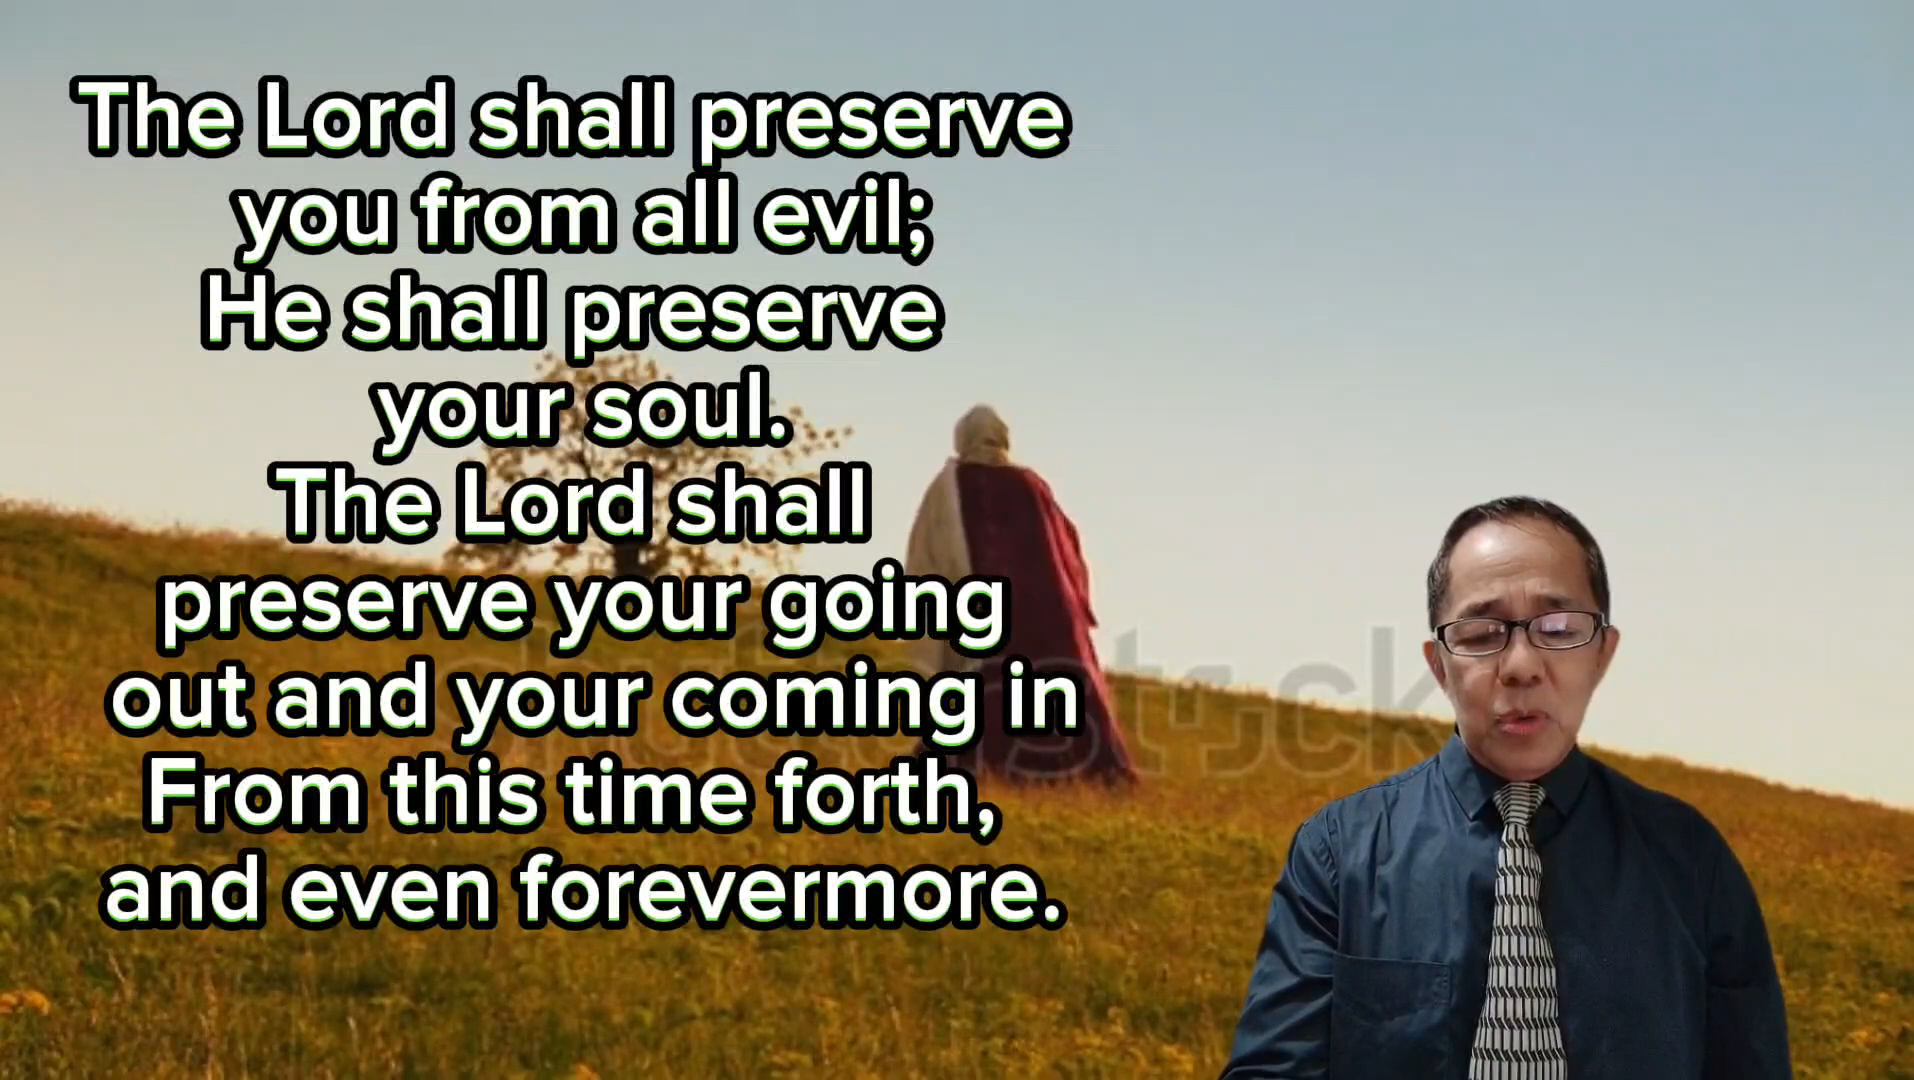 The Lord shall preserve
you from all evil;
He shall preserve
your soul.
The Lord shall
preserve your going
out and your coming in
From this time forth,
and even forevermore.
shutterstock